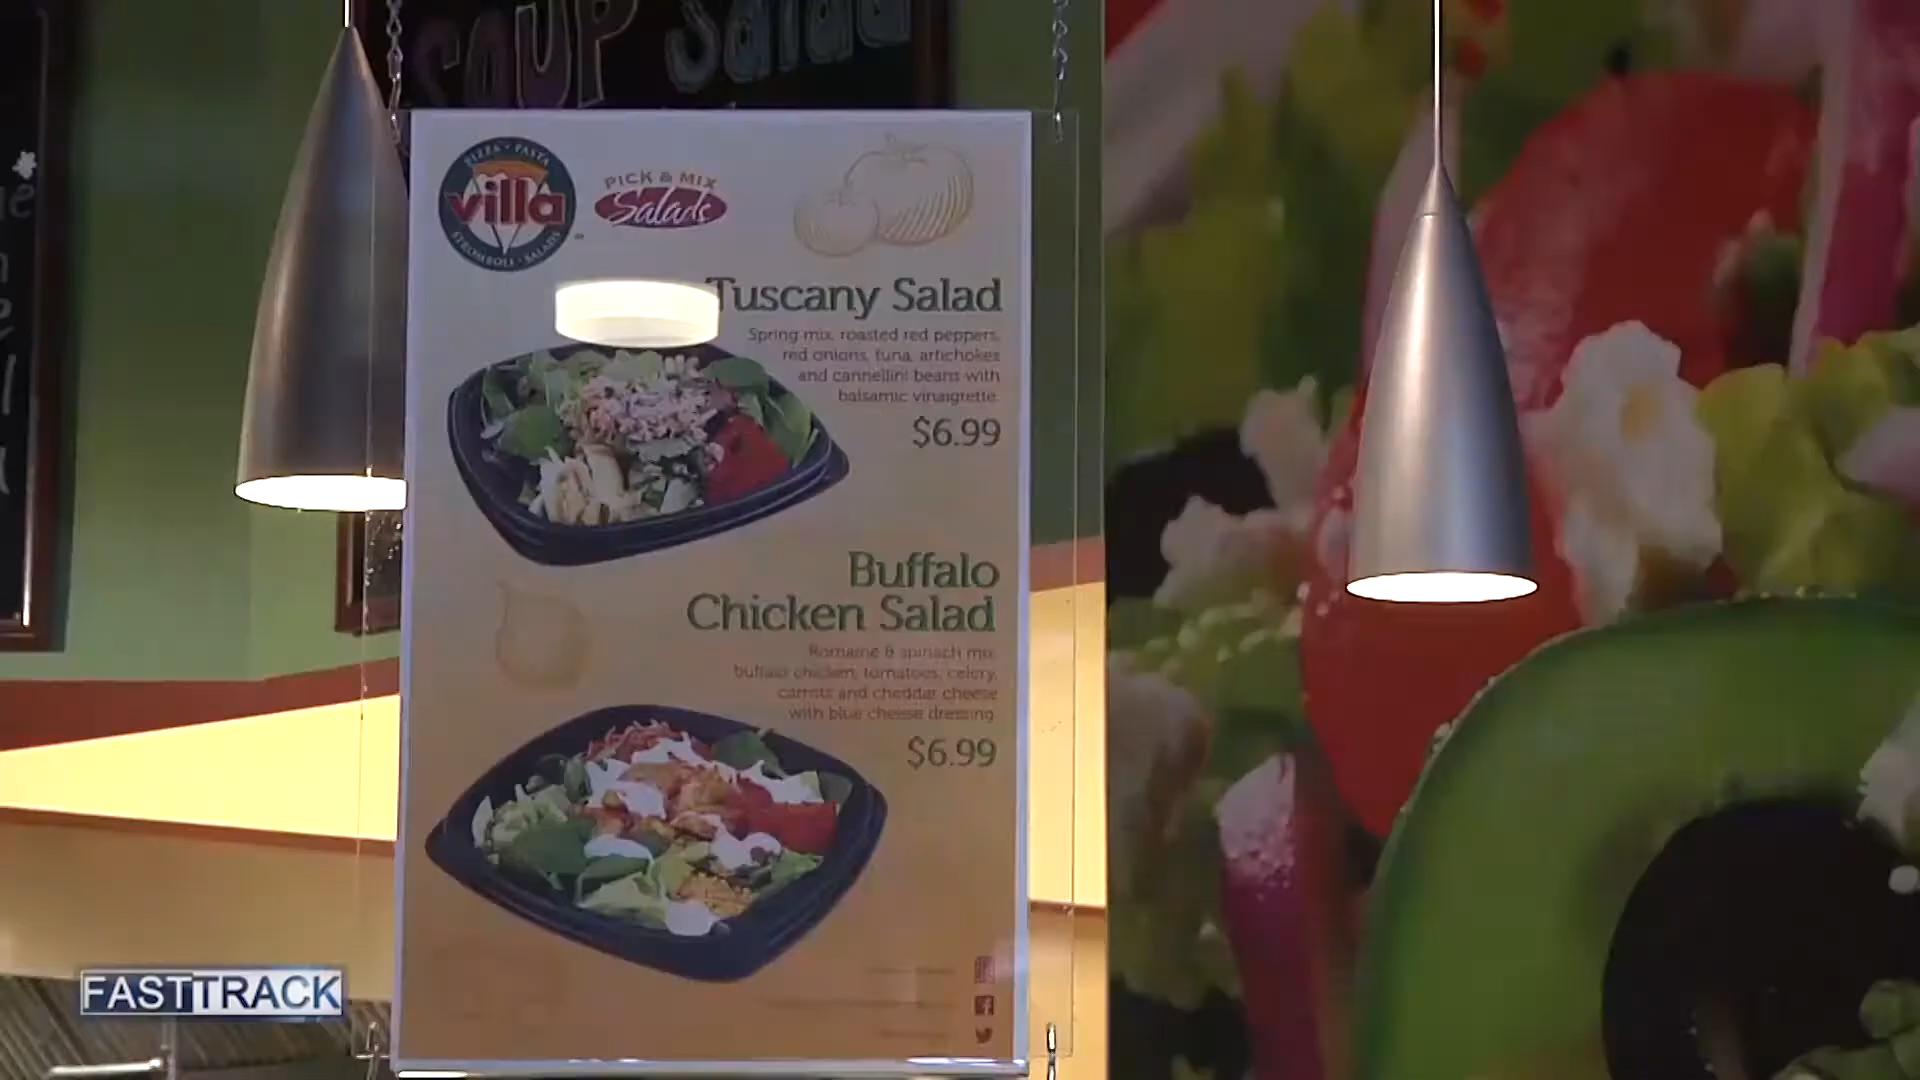 SOUP Salad
PIZZA • PASTA
villa
STROMBOLI • SALADS
PICK & MIX
Salads
Tuscany Salad
Spring mix, roasted red peppers,
red onions, tuna, artichokes
and cannellini beans with
balsamic vinaigrette.
$6.99
Buffalo
Chicken Salad
Romaine & spinach mix,
buffalo chicken, tomatoes, celery,
carrots and cheddar cheese
with blue cheese dressing.
$6.99
FASTTRACK